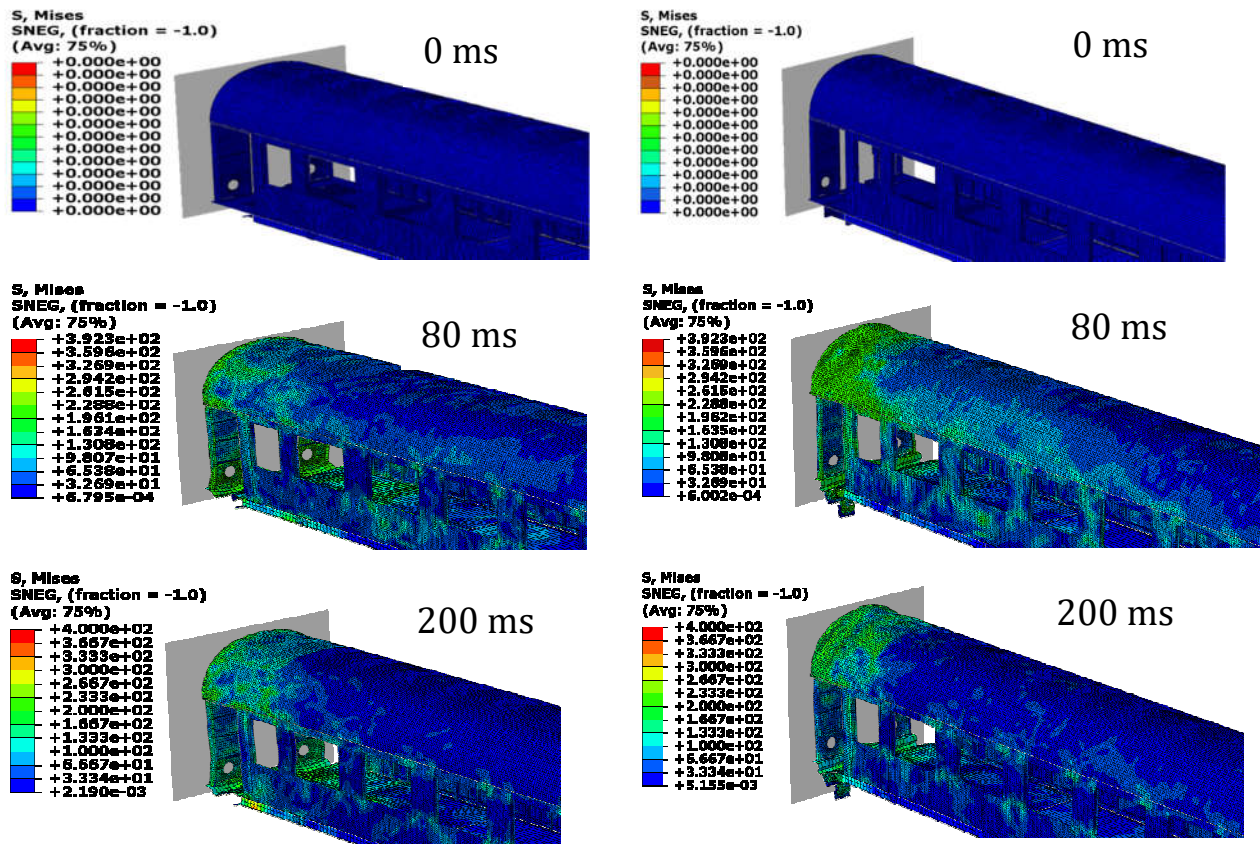 S, Mises
SNEG, (fraction = -1.0)
(Avg: 75%)
+0.000e+00
+0.000e+00
+0.000e+00
+0.000e+00
+0.000e+00
+0.000e+00
+0.000e+00
+0.000e+00
+0.000e+00
+0.000e+00
+0.000e+00
+0.000e+00
+0.000e+00
0 ms
S, Mises
SNEG, (fraction = -1.0)
(Avg: 75%)
+0.000e+00
+0.000e+00
+0.000e+00
+0.000e+00
+0.000e+00
+0.000e+00
+0.000e+00
+0.000e+00
+0.000e+00
+0.000e+00
+0.000e+00
+0.000e+00
+0.000e+00
0 ms
S, Mises
SNEG, (fraction = -1.0)
(Avg: 75%)
+3.923e+02
+3.596e+02
+3.269e+02
+2.942e+02
+2.615e+02
+2.288e+02
+1.961e+02
+1.634e+02
+1.308e+02
+9.807e+01
+6.538e+01
+3.269e+01
+6.795e-04
80 ms
S, Mises
SNEG, (fraction = -1.0)
(Avg: 75%)
+3.923e+02
+3.596e+02
+3.269e+02
+2.942e+02
+2.615e+02
+2.288e+02
+1.962e+02
+1.635e+02
+1.308e+02
+9.808e+01
+6.538e+01
+3.269e+01
+6.002e-04
80 ms
S, Mises
SNEG, (fraction = -1.0)
(Avg: 75%)
+4.000e+02
+3.667e+02
+3.333e+02
+3.000e+02
+2.667e+02
+2.333e+02
+2.000e+02
+1.667e+02
+1.333e+02
+1.000e+02
+6.667e+01
+3.334e+01
+2.190e-03
200 ms
S, Mises
SNEG, (fraction = -1.0)
(Avg: 75%)
+4.000e+02
+3.667e+02
+3.333e+02
+3.000e+02
+2.667e+02
+2.333e+02
+2.000e+02
+1.667e+02
+1.333e+02
+1.000e+02
+6.667e+01
+3.334e+01
+5.155e-03
200 ms